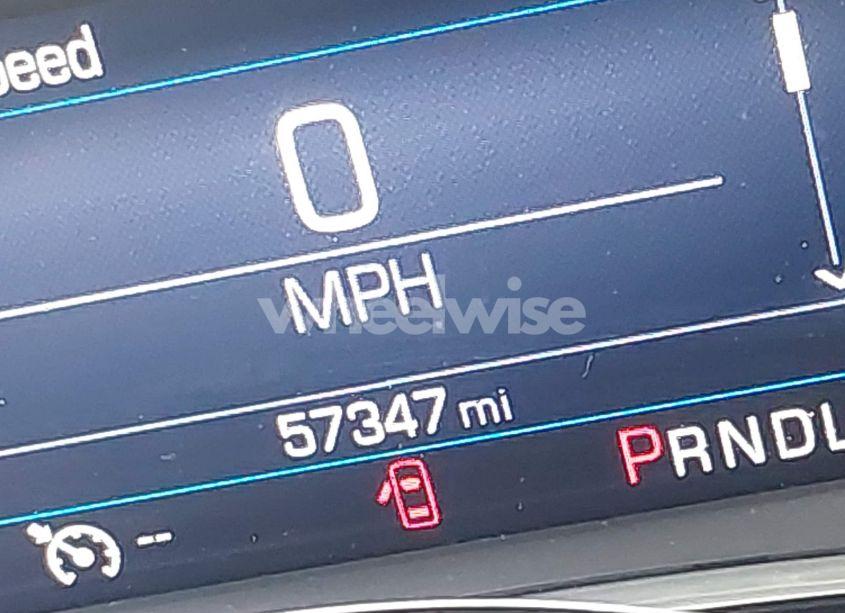 peed
0
MPH
wheelwise
57347 mi
PRNDL
--